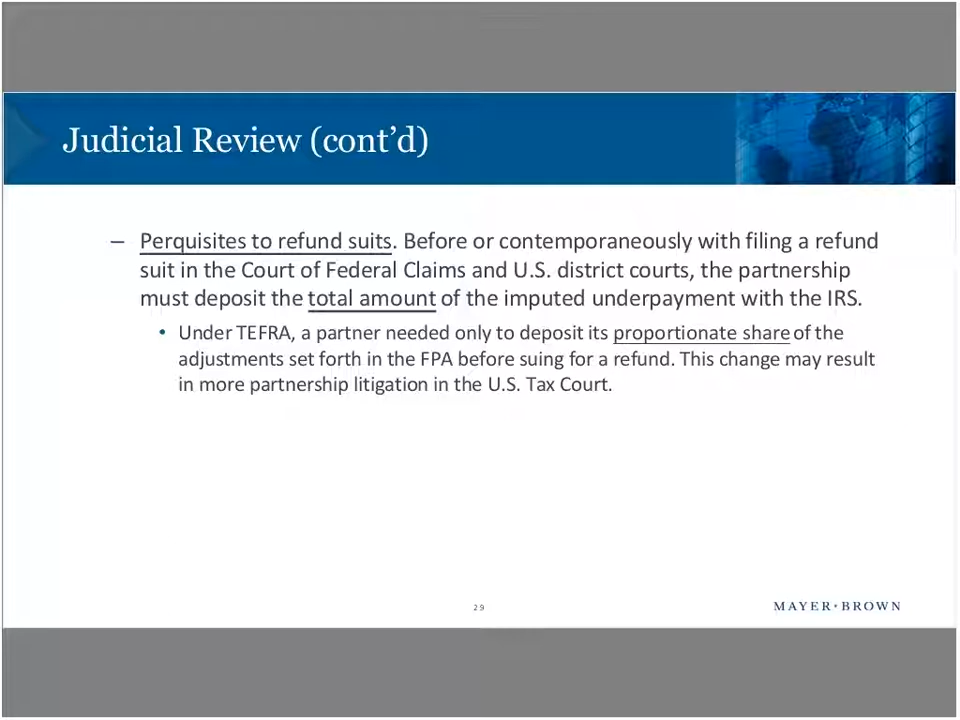 Judicial Review (cont’d)
– Perquisites to refund suits. Before or contemporaneously with filing a refund
suit in the Court of Federal Claims and U.S. district courts, the partnership
must deposit the total amount of the imputed underpayment with the IRS.
• Under TEFRA, a partner needed only to deposit its proportionate share of the
adjustments set forth in the FPA before suing for a refund. This change may result
in more partnership litigation in the U.S. Tax Court.
29
MAYER•BROWN